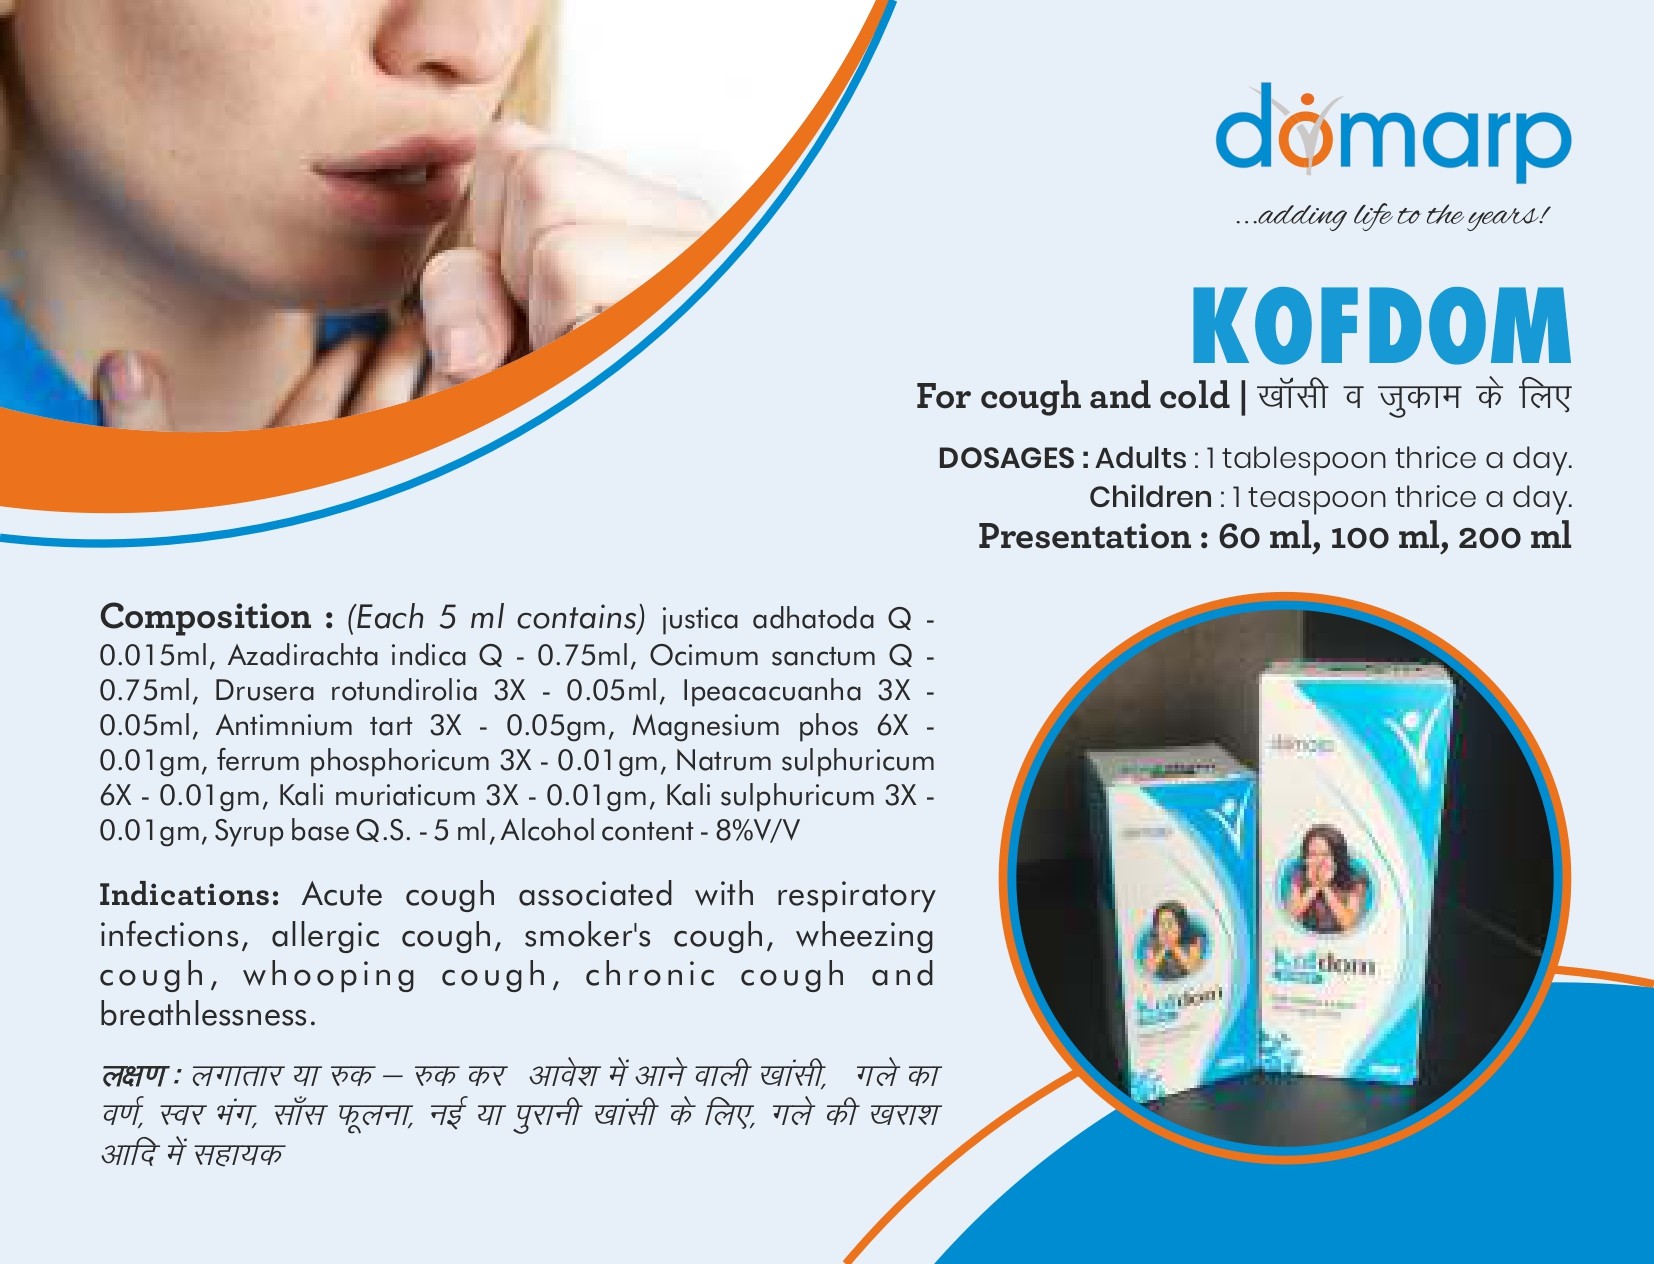 domarp
...adding life to the years!
KOFDOM
For cough and cold | खॉसी व जुकाम के लिए
DOSAGES : Adults : 1 tablespoon thrice a day.
Children : 1 teaspoon thrice a day.
Presentation : 60 ml, 100 ml, 200 ml
Composition : (Each 5 ml contains) justica adhatoda Q -
0.015ml, Azadirachta indica Q - 0.75ml, Ocimum sanctum Q -
0.75ml, Drusera rotundirolia 3X - 0.05ml, Ipeacacuanha 3X -
0.05ml, Antimnium tart 3X - 0.05gm, Magnesium phos 6X -
0.01gm, ferrum phosphoricum 3X - 0.01gm, Natrum sulphuricum
6X - 0.01gm, Kali muriaticum 3X - 0.01gm, Kali sulphuricum 3X -
0.01gm, Syrup base Q.S. - 5 ml, Alcohol content - 8%V/V
Indications: Acute cough associated with respiratory
infections, allergic cough, smoker's cough, wheezing
cough, whooping cough, chronic cough and
breathlessness.
लक्षण : लगातार या रुक – रुक कर आवेश में आने वाली खांसी, गले का
वर्ण, स्वर भंग, साँस फूलना, नई या पुरानी खांसी के लिए, गले की खराश
आदि में सहायक
domarp
Kofdom
domarp
Kofdom